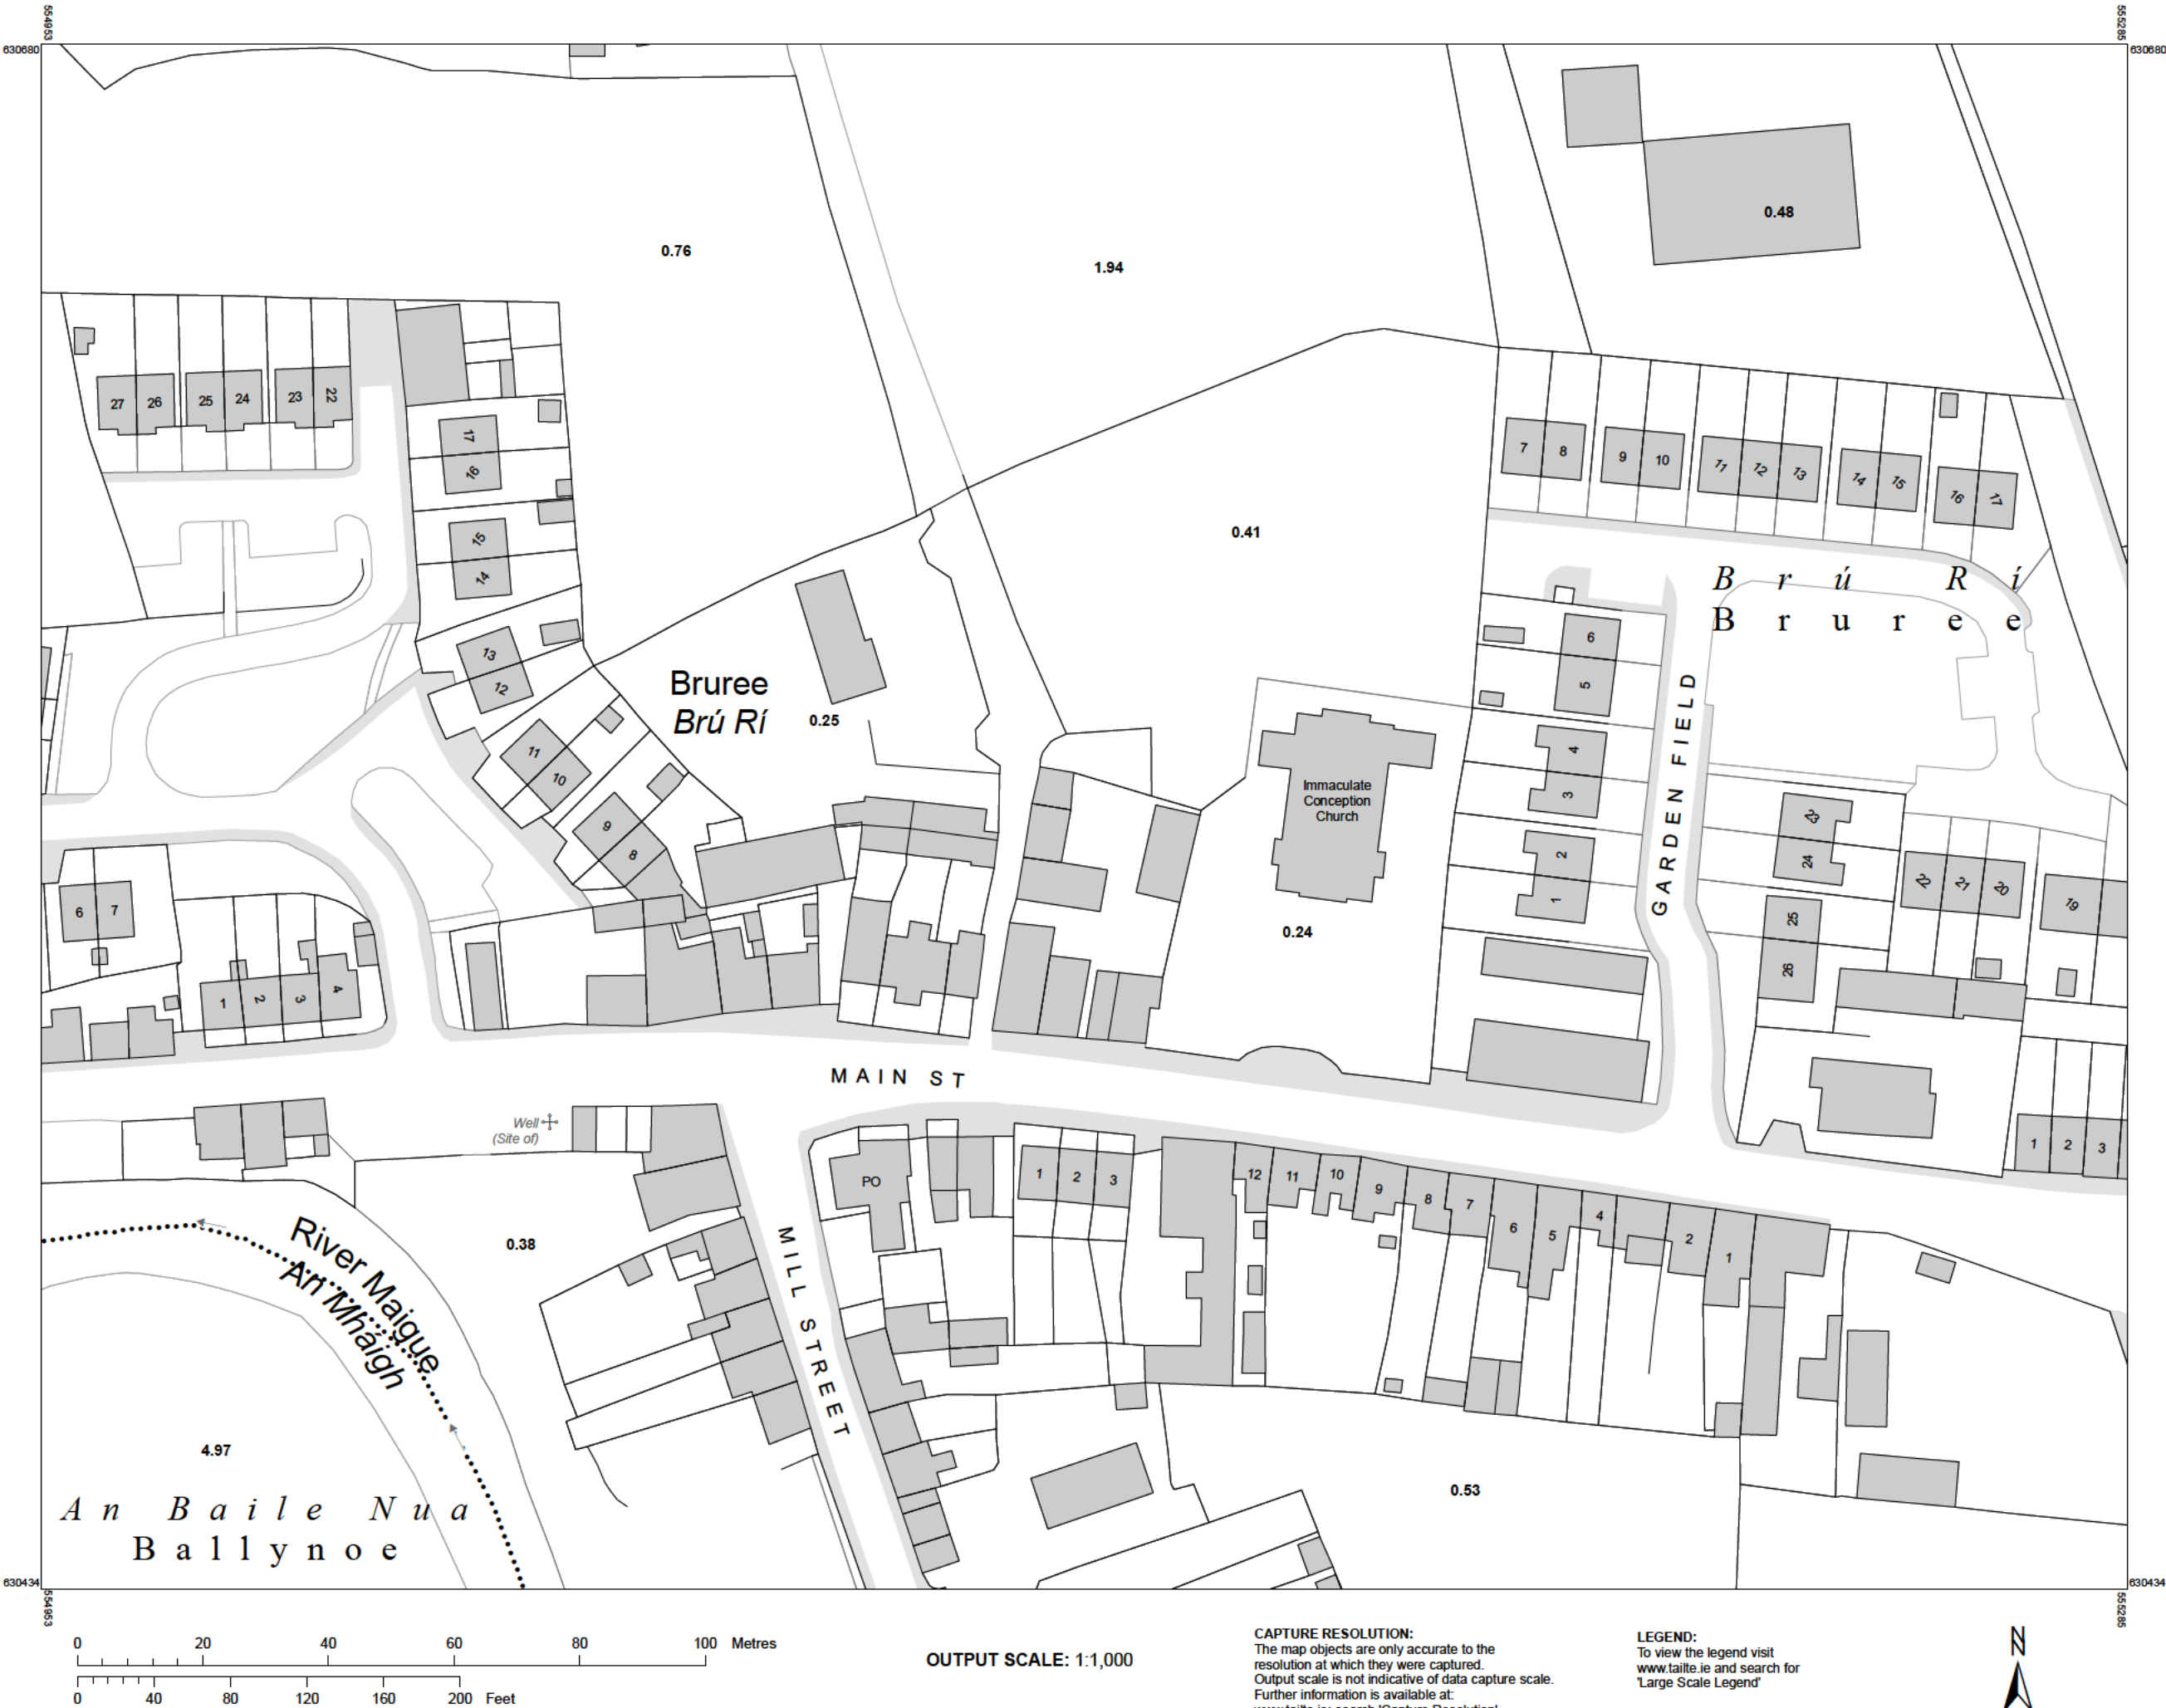 554953
555285
630680
630680
0.48
0.76
1.94
27
26
25
24
23
22
17
16
15
14
13
12
11
10
9
8
7
8
9
10
11
12
13
14
15
16
17
0.41
Brú Rí
Bruree
Bruree
Brú Rí
0.25
6
5
4
3
2
1
GARDEN FIELD
Immaculate
Conception
Church
0.24
23
24
25
26
22
21
20
19
6
7
1
2
3
4
MAIN ST
Well
(Site of)
PO
1
2
3
12
11
10
9
8
7
6
5
4
2
1
1
2
3
River Maigue
An Mháigh
0.38
MILL STREET
4.97
0.53
An Baile Nua
Ballynoe
630434
630434
554953
555285
0 20 40 60 80 100 Metres
0 40 80 120 160 200 Feet
OUTPUT SCALE: 1:1,000
CAPTURE RESOLUTION:
The map objects are only accurate to the
resolution at which they were captured.
Output scale is not indicative of data capture scale.
Further information is available at:
LEGEND:
To view the legend visit
www.tailte.ie and search for
'Large Scale Legend'
N